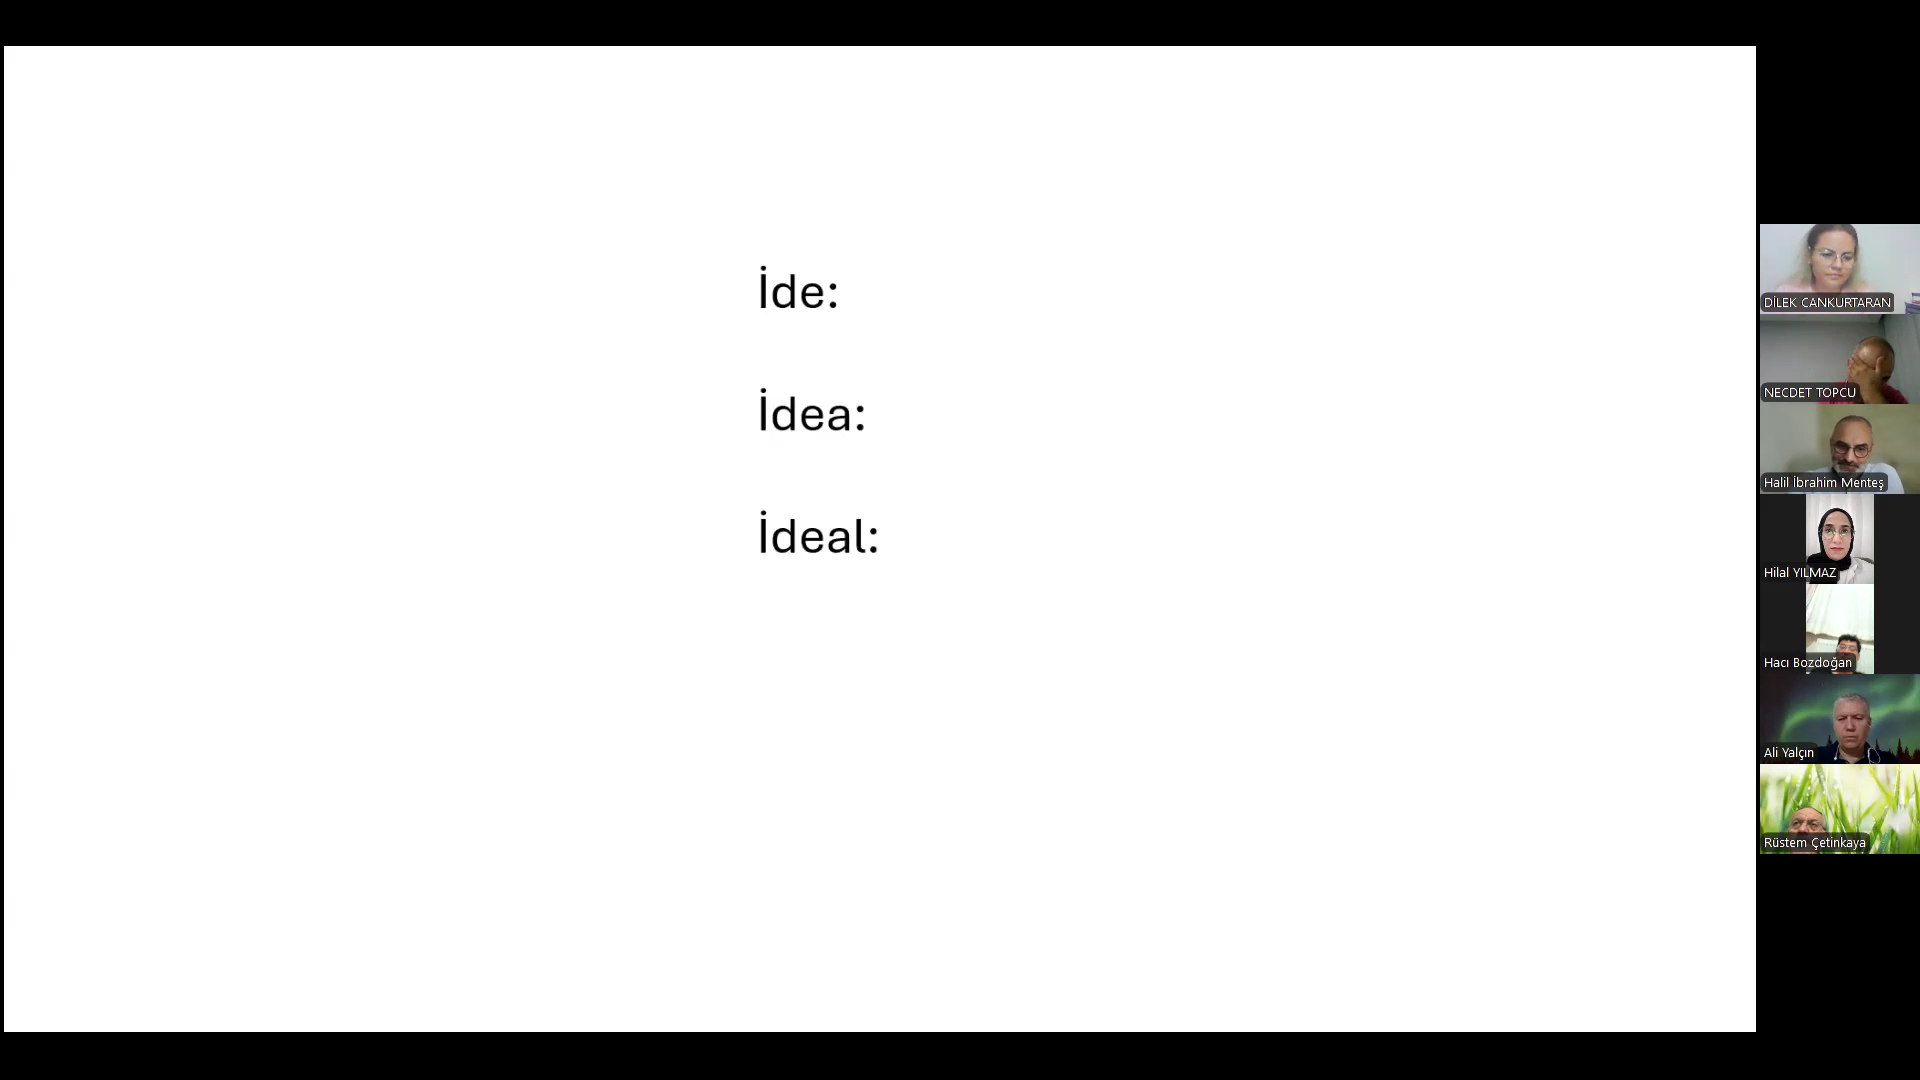 İde:
İdea:
İdeal:
DİLEK CANKURTARAN
NECDET TOPCU
Halil İbrahim Menteş
Hilal YILMAZ
Hacı Bozdoğan
Ali Yalçın
Rüstem Çetinkaya